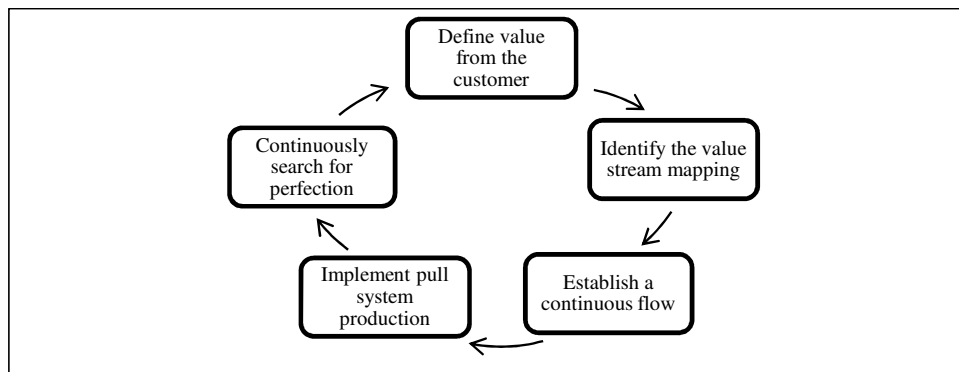 Define value
from the
customer
Identify the value
stream mapping
Establish a
continuous flow
Implement pull
system
production
Continuously
search for
perfection